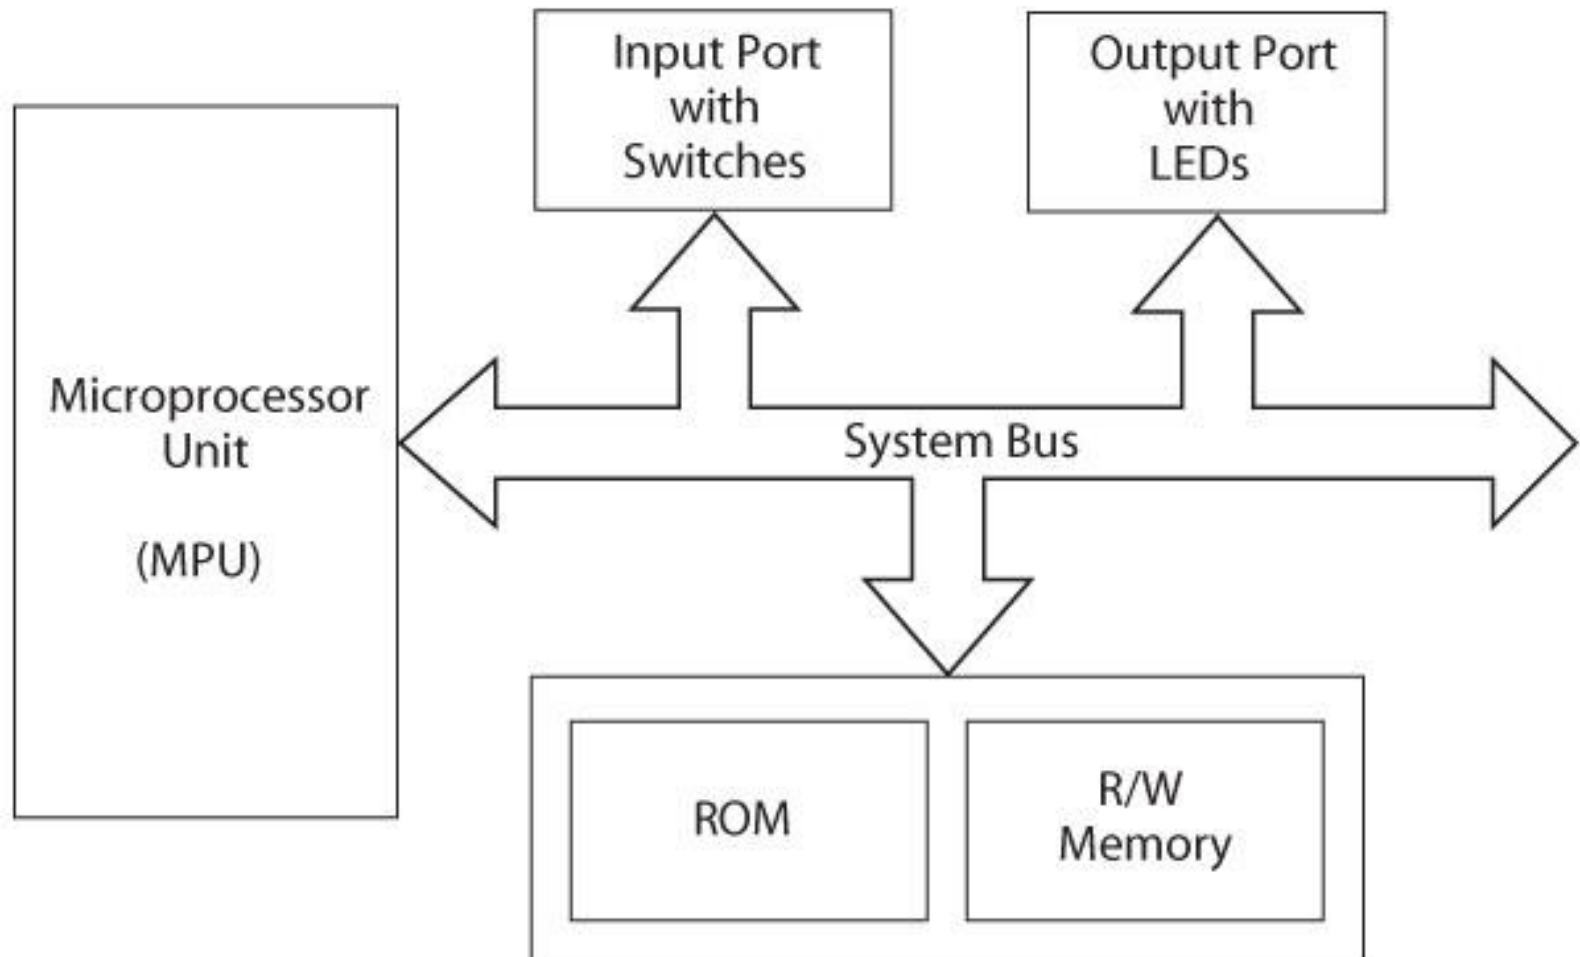 Input Port
with
Switches
Output Port
with
LEDs
Microprocessor
Unit
(MPU)
System Bus
ROM
R/W
Memory